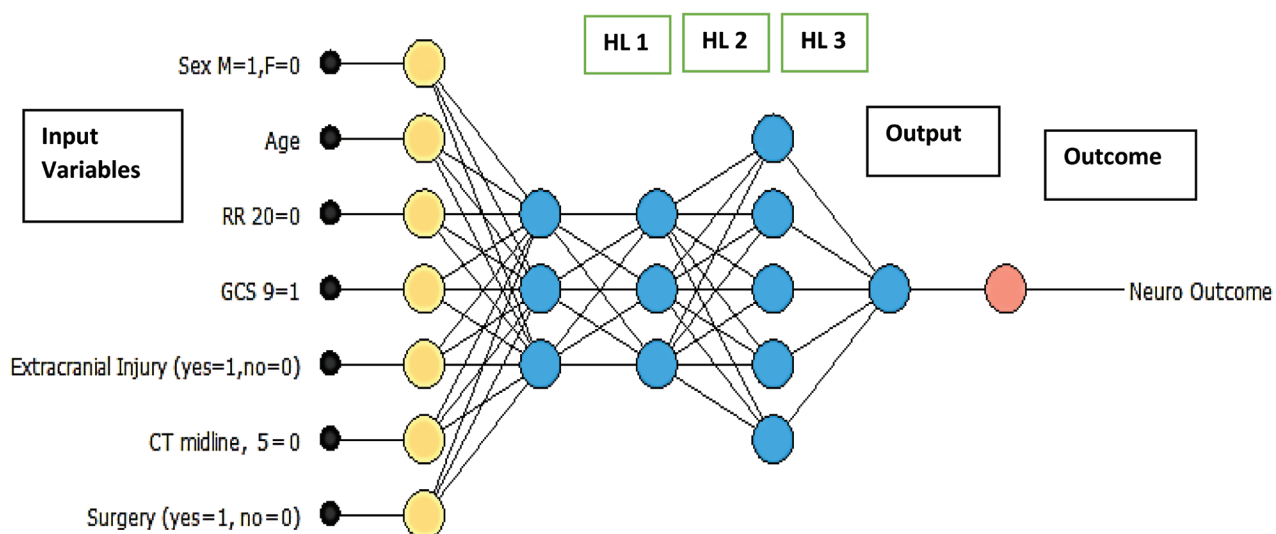 HL 1
HL 2
HL 3
Sex M=1,F=0
Input
Variables
Age
Output
Outcome
RR 20=0
GCS 9=1
Neuro Outcome
Extracranial Injury (yes=1,no=0)
CT midline, 5=0
Surgery (yes=1, no=0)